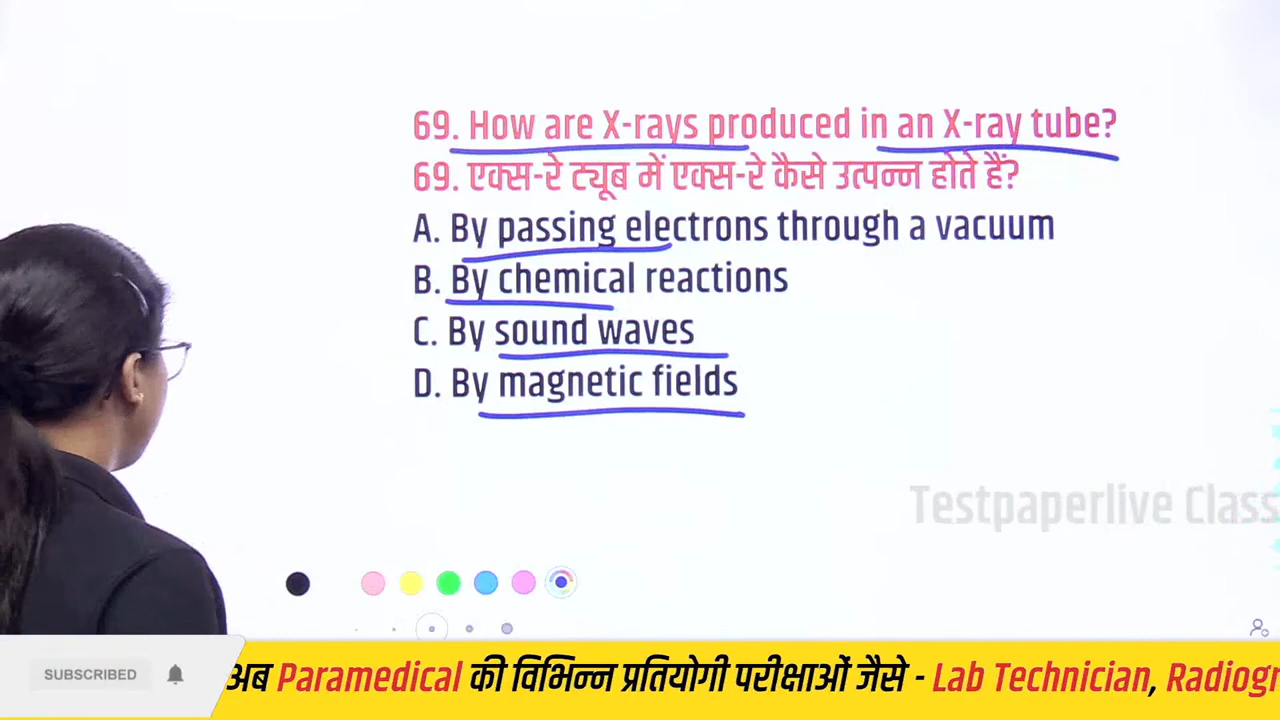 69. How are X-rays produced in an X-ray tube?
69. एक्स-रे ट्यूब में एक्स-रे कैसे उत्पन्न होते हैं?
A. By passing electrons through a vacuum
B. By chemical reactions
C. By sound waves
D. By magnetic fields
Testpaperlive Class
SUBSCRIBED
अब Paramedical की विभिन्न प्रतियोगी परीक्षाओं जैसे - Lab Technician, Radiogr